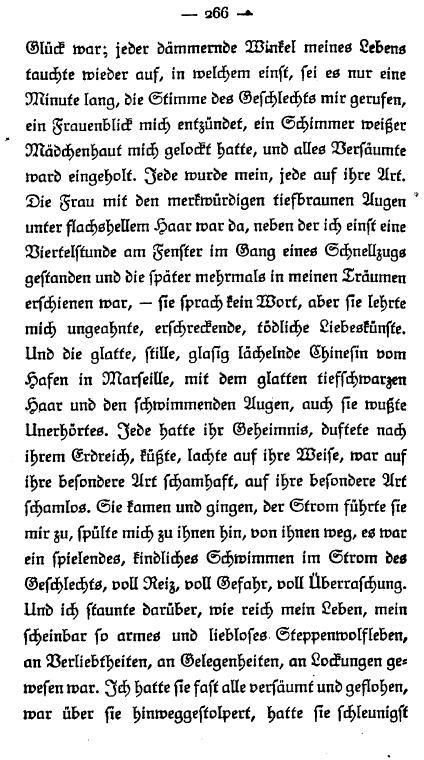 — 266 —
Glück war; jeder dämmernde Winkel meines Lebens
tauchte wieder auf, in welchem einst, sei es nur eine
Minute lang, die Stimme des Geschlechts mir gerufen,
ein Frauenblick mich entzündet, ein Schimmer weißer
Mädchenhaut mich gelockt hatte, und alles Versäumte
ward eingeholt. Jede wurde mein, jede auf ihre Art.
Die Frau mit den merkwürdigen tiefbraunen Augen
unter flachshellem Haar war da, neben der ich einst eine
Viertelstunde am Fenster im Gang eines Schnellzugs
gestanden und die später mehrmals in meinen Träumen
erschienen war, — sie sprach kein Wort, aber sie lehrte
mich ungeahnte, erschreckende, tödliche Liebeskünste.
Und die glatte, stille, glasig lächelnde Chinesin vom
Hafen in Marseille, mit dem glatten tiefschwarzen
Haar und den schwimmenden Augen, auch sie wußte
Unerhörtes. Jede hatte ihr Geheimnis, duftete nach
ihrem Erdreich, küßte, lachte auf ihre Weise, war auf
ihre besondere Art schamhaft, auf ihre besondere Art
schamlos. Sie kamen und gingen, der Strom führte sie
mir zu, spülte mich zu ihnen hin, von ihnen weg, es war
ein spielendes, kindliches Schwimmen im Strom des
Geschlechts, voll Reiz, voll Gefahr, voll Überraschung.
Und ich staunte darüber, wie reich mein Leben, mein
scheinbar so armes und liebloses Steppenwolfleben,
an Verliebtheiten, an Gelegenheiten, an Lockungen ge-
wesen war. Ich hatte sie fast alle versäumt und geflohen,
war über sie hinweggestolpert, hatte sie schleunigst